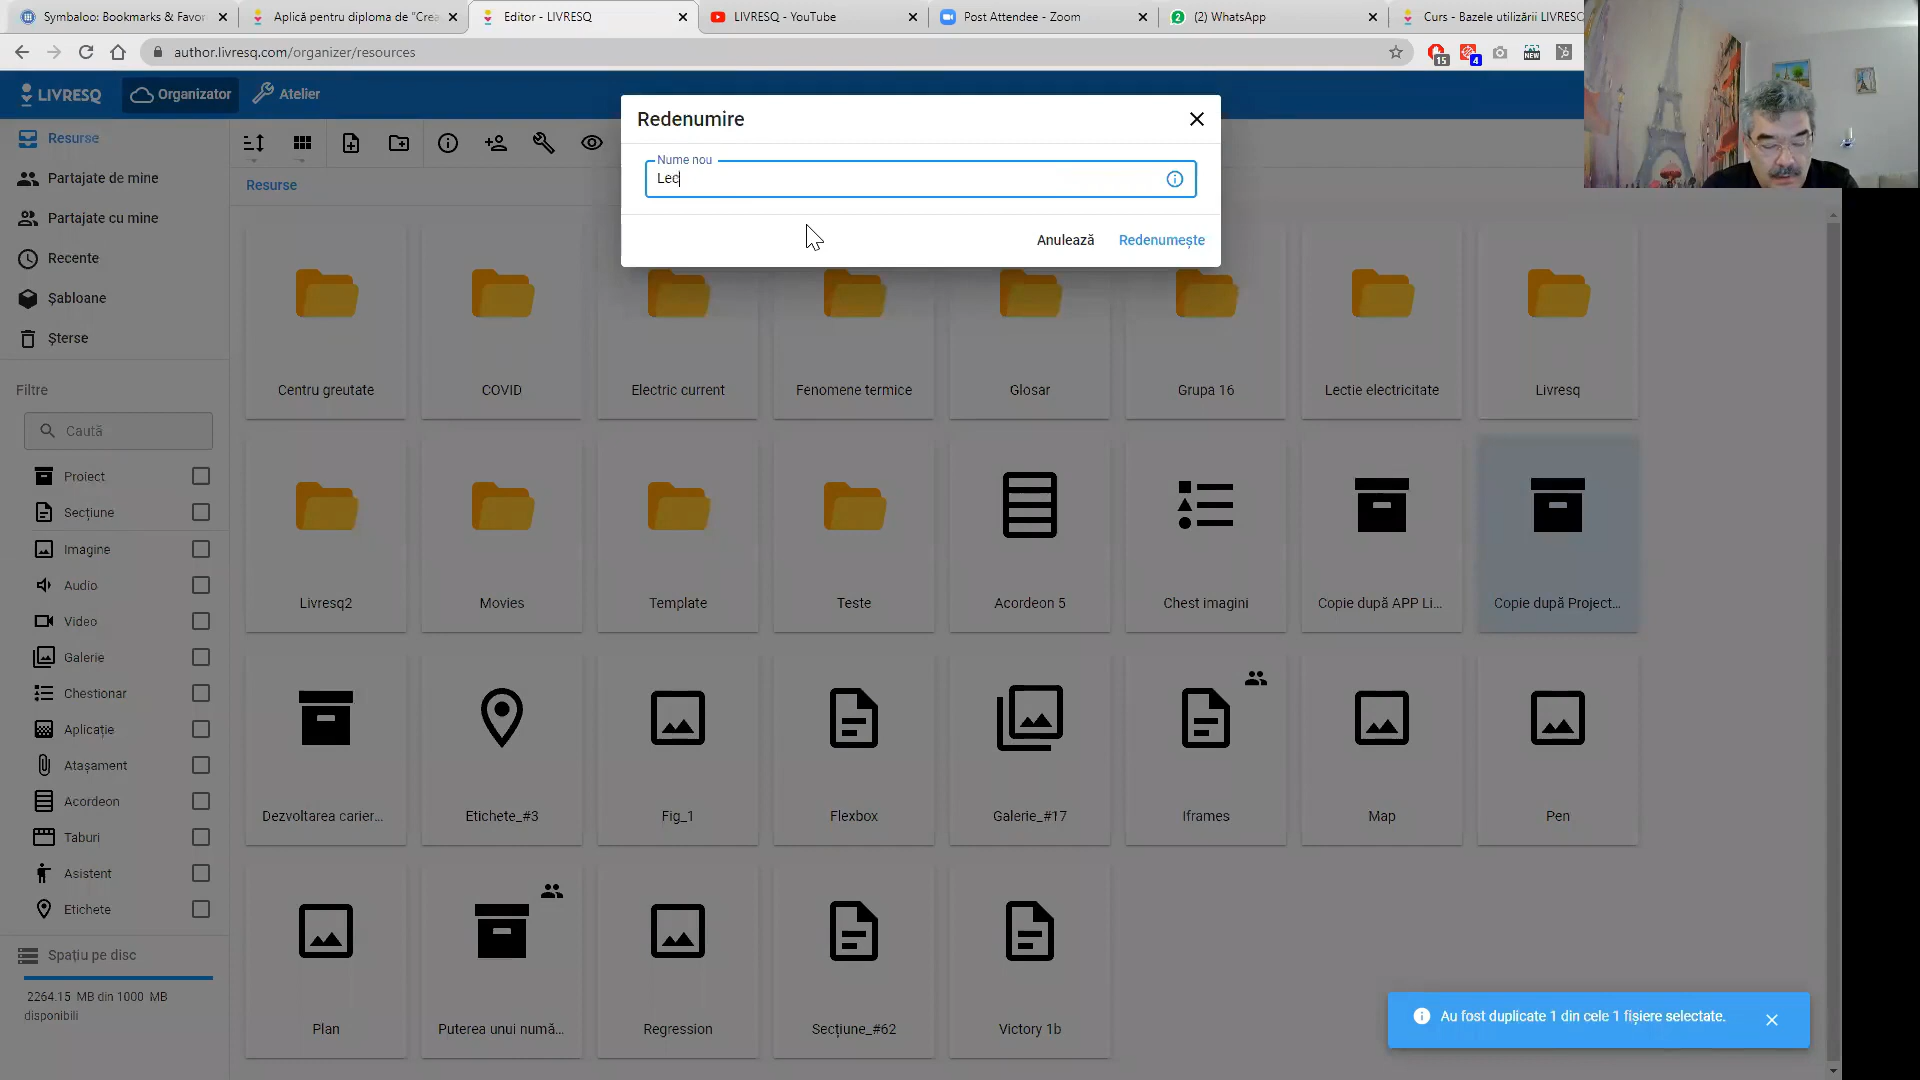 Symbaloo: Bookmarks & Favor
Aplică pentru diploma de "Crea
Editor - LIVRESQ
LIVRESQ - YouTube
Post Attendee - Zoom
(2) WhatsApp
Curs - Bazele utilizării LIVRESQ
author.livresq.com/organizer/resources
15
4
NEW
LIVRESQ
Organizator
Atelier
Redenumire
Nume nou
Lec
Anulează
Redenumește
Resurse
Partajate de mine
Partajate cu mine
Recente
Șabloane
Șterse
Filtre
Caută
Proiect
Secțiune
Imagine
Audio
Video
Galerie
Chestionar
Aplicație
Atașament
Acordeon
Taburi
Asistent
Etichete
Spațiu pe disc
2264.15 MB din 1000 MB
disponibili
Resurse
Centru greutate
COVID
Electric current
Fenomene termice
Glosar
Grupa 16
Lectie electricitate
Livresq
Livresq2
Movies
Template
Teste
Acordeon 5
Chest imagini
Copie după APP Li...
Copie după Project...
Dezvoltarea carier...
Etichete_#3
Fig_1
Flexbox
Galerie_#17
Iframes
Map
Pen
Plan
Puterea unui numă...
Regression
Secțiune_#62
Victory 1b
Au fost duplicate 1 din cele 1 fișiere selectate.